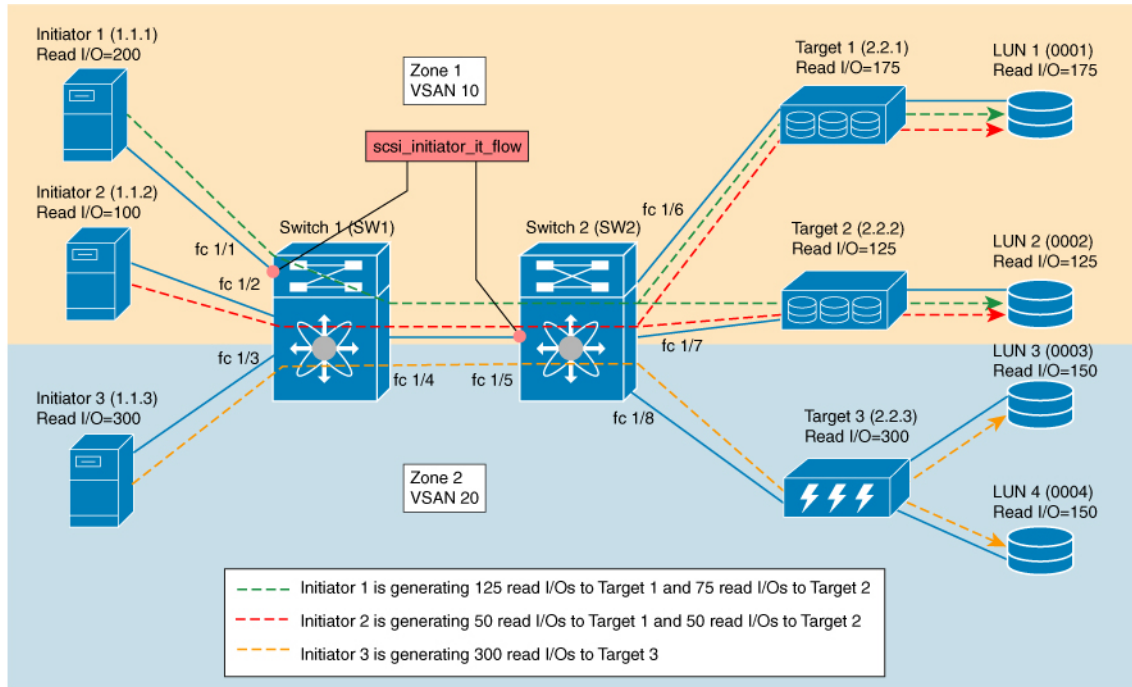 Initiator 1 (1.1.1)
Read I/O=200
Zone 1
VSAN 10
Target 1 (2.2.1)
Read I/O=175
LUN 1 (0001)
Read I/O=175
scsi_initiator_it_flow
Initiator 2 (1.1.2)
Read I/O=100
fc 1/1
Switch 1 (SW1)
Switch 2 (SW2)
fc 1/6
Target 2 (2.2.2)
Read I/O=125
LUN 2 (0002)
Read I/O=125
fc 1/2
fc 1/3
fc 1/4
fc 1/5
fc 1/7
LUN 3 (0003)
Read I/O=150
Initiator 3 (1.1.3)
Read I/O=300
fc 1/8
Target 3 (2.2.3)
Read I/O=300
Zone 2
VSAN 20
LUN 4 (0004)
Read I/O=150
Initiator 1 is generating 125 read I/Os to Target 1 and 75 read I/Os to Target 2
Initiator 2 is generating 50 read I/Os to Target 1 and 50 read I/Os to Target 2
Initiator 3 is generating 300 read I/Os to Target 3